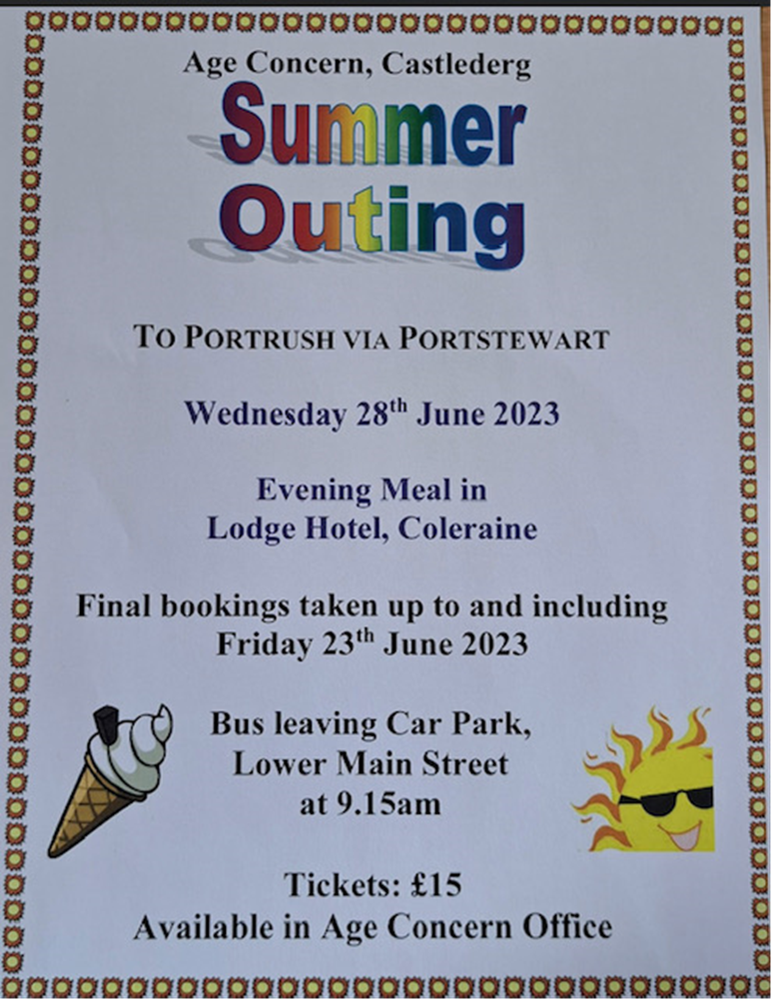 Age Concern, Castlederg
Summer
Outing
TO PORTRUSH VIA PORTSTEWART
Wednesday 28th June 2023
Evening Meal in
Lodge Hotel, Coleraine
Final bookings taken up to and including
Friday 23th June 2023
Bus leaving Car Park,
Lower Main Street
at 9.15am
Tickets: £15
Available in Age Concern Office